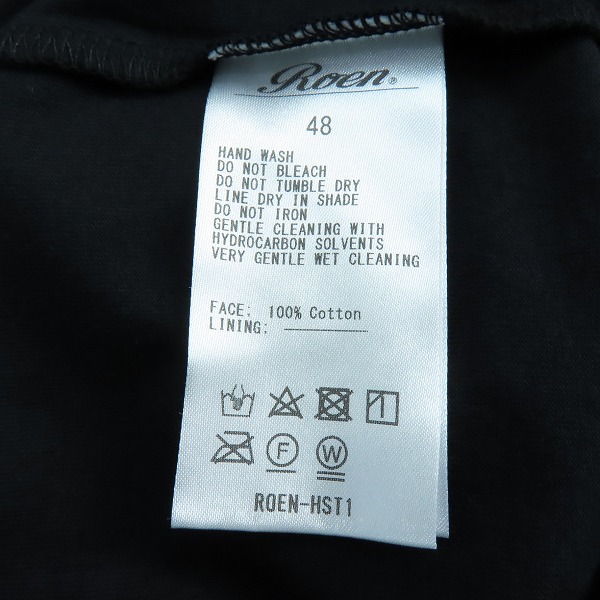 Roen®
48
HAND WASH
DO NOT BLEACH
DO NOT TUMBLE DRY
LINE DRY IN SHADE
DO NOT IRON
GENTLE CLEANING WITH
HYDROCARBON SOLVENTS
VERY GENTLE WET CLEANING
FACE: 100% Cotton
LINING:
F W
ROEN-HST1